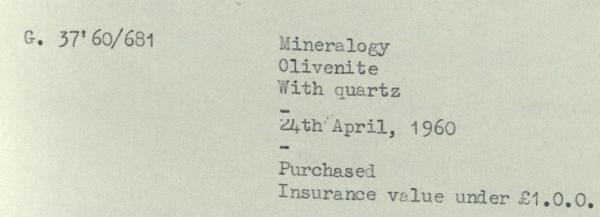 G. 37'60/681
Mineralogy
Olivenite
With quartz
-
24th April, 1960
-
Purchased
Insurance value under £1.0.0.